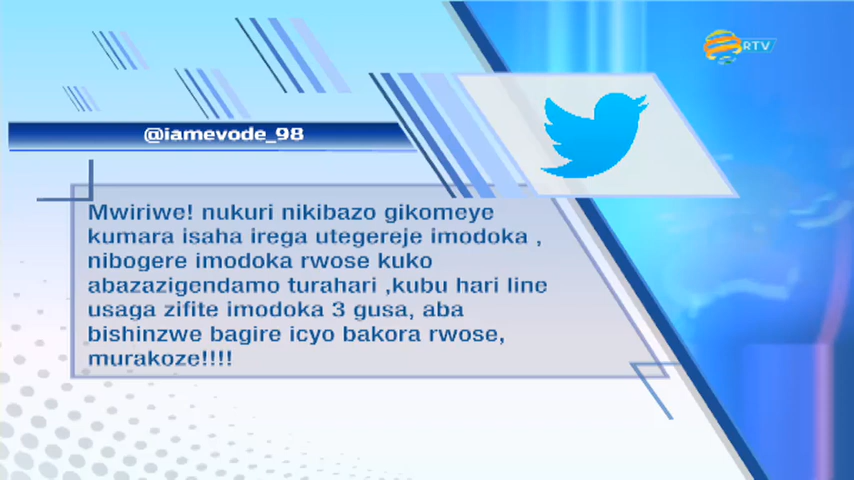 RTV
@iamevode_98
Mwiriwe! nukuri nikibazo gikomeye
kumara isaha irega utegereje imodoka ,
nibogere imodoka rwose kuko
abazazigendamo turahari ,kubu hari line
usaga zifite imodoka 3 gusa, aba
bishinzwe bagire icyo bakora rwose,
murakoze!!!!